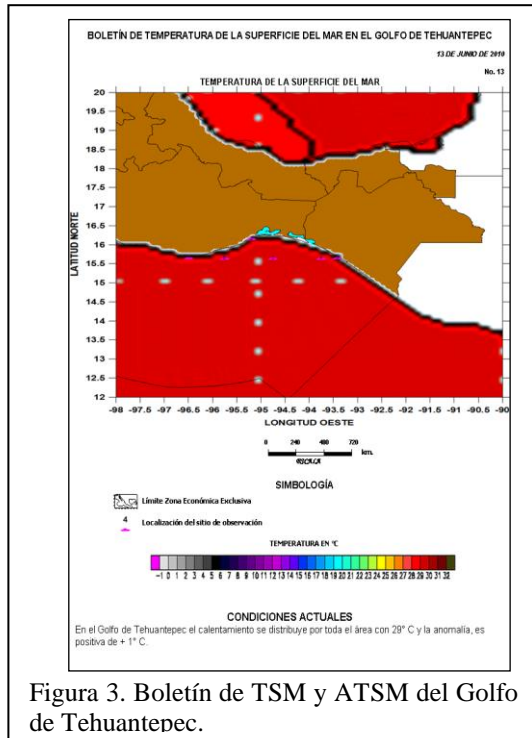 BOLETÍN DE TEMPERATURA DE LA SUPERFICIE DEL MAR EN EL GOLFO DE TEHUANTEPEC
13 DE JUNIO DE 2010
No. 13
TEMPERATURA DE LA SUPERFICIE DEL MAR
20
19.5
19
18.5
18
17.5
17
16.5
16
15.5
15
14.5
14
13.5
13
12.5
12
LATITUD NORTE
-98 -97.5 -97 -96.5 -96 -95.5 -95 -94.5 -94 -93.5 -93 -92.5 -92 -91.5 -91 -90.5 -90
LONGITUD OESTE
0 240 480 720 km.
SIMBOLOGÍA
Límite Zona Económica Exclusiva
4 Localización del sitio de observación
TEMPERATURA EN °C
-1 0 1 2 3 4 5 6 7 8 9 10 11 12 13 14 15 16 17 18 19 20 21 22 23 24 25 26 27 28 29 30 31 32
CONDICIONES ACTUALES
En el Golfo de Tehuantepec el calentamiento se distribuye por toda el área con 29° C y la anomalía, es
positiva de + 1° C.
Figura 3. Boletín de TSM y ATSM del Golfo
de Tehuantepec.